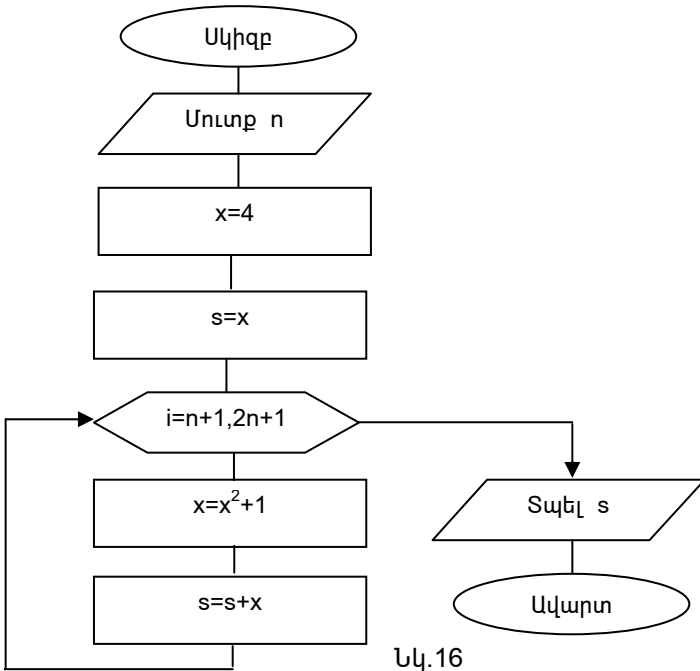 Սկիզբ
Մուտք n
x=4
s=x
i=n+1,2n+1
x=x²+1
s=s+x
Տպել s
Ավարտ
Նկ.16